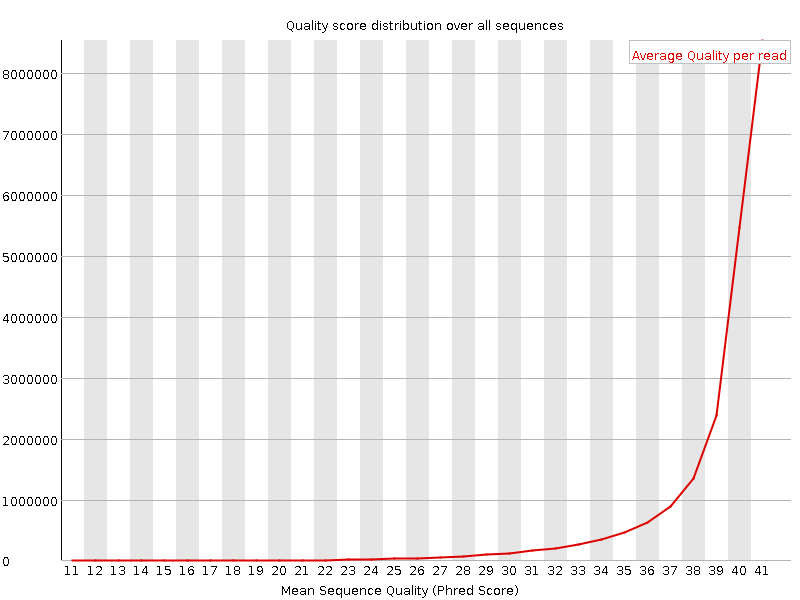 Quality score distribution over all sequences
Average Quality per read
8000000
7000000
6000000
5000000
4000000
3000000
2000000
1000000
0
11 12 13 14 15 16 17 18 19 20 21 22 23 24 25 26 27 28 29 30 31 32 33 34 35 36 37 38 39 40 41
Mean Sequence Quality (Phred Score)